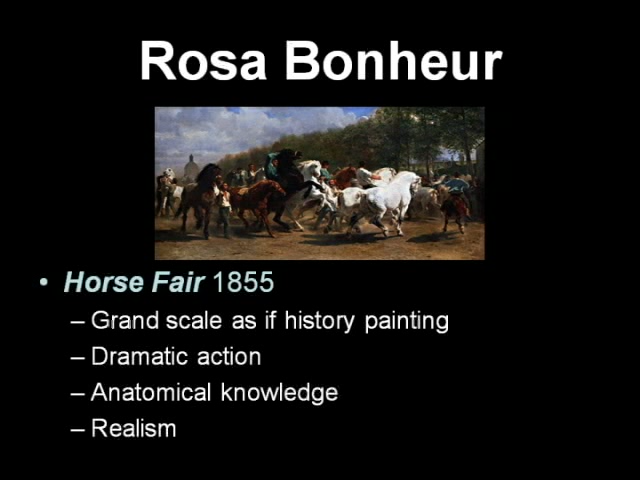 Rosa Bonheur
• Horse Fair 1855
– Grand scale as if history painting
– Dramatic action
– Anatomical knowledge
– Realism